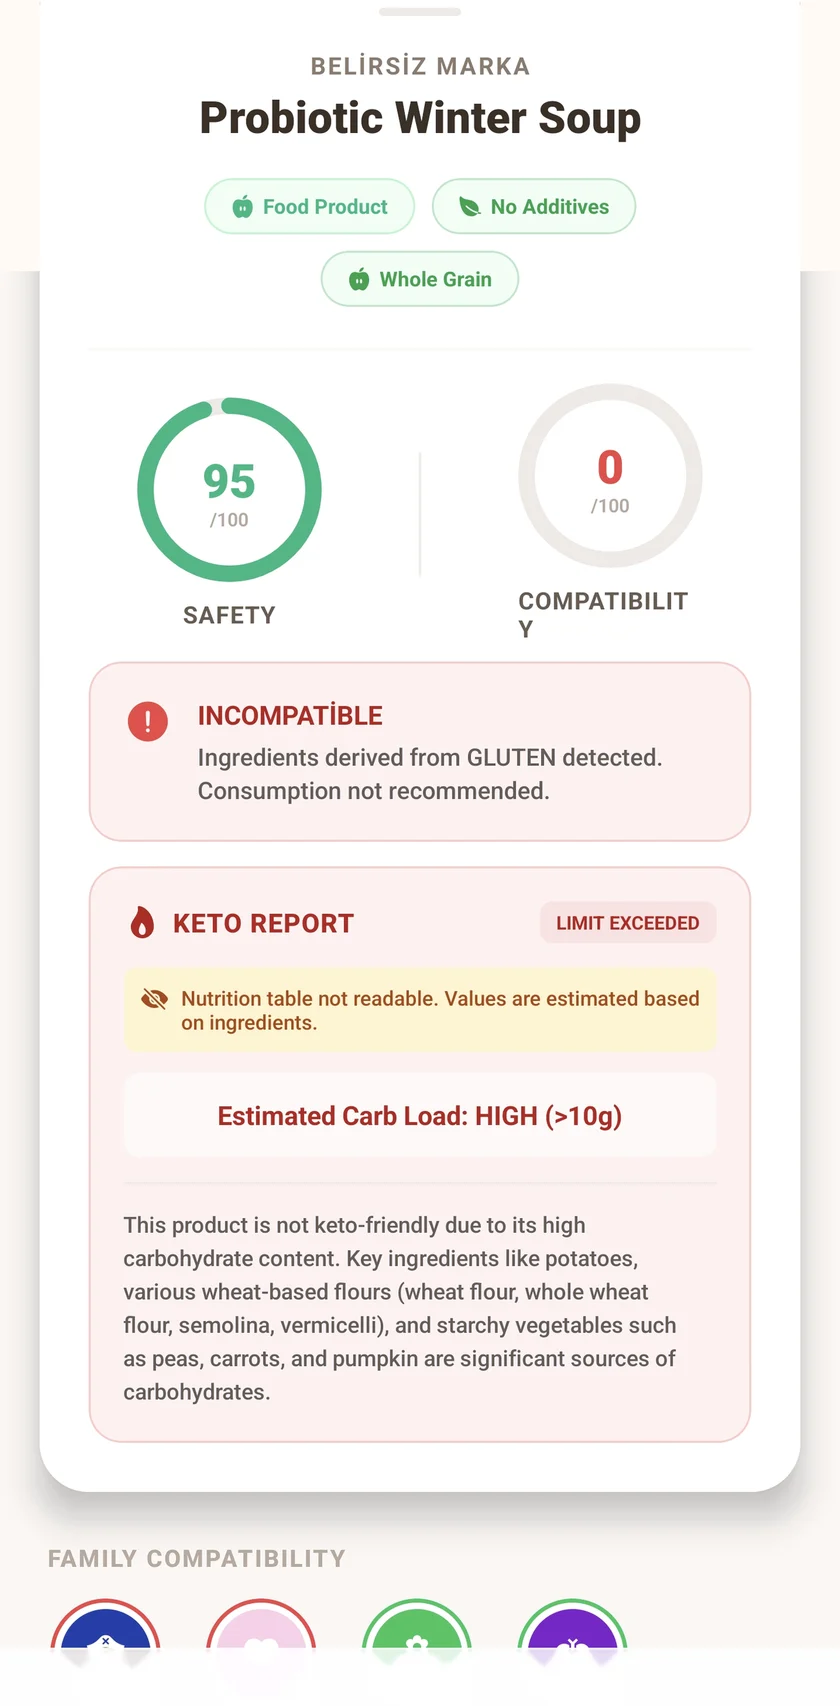 BELİRSİZ MARKA
Probiotic Winter Soup
Food Product
No Additives
Whole Grain
95
/100
SAFETY
0
/100
COMPATIBILIT
Y
INCOMPATİBLE
Ingredients derived from GLUTEN detected.
Consumption not recommended.
KETO REPORT
LIMIT EXCEEDED
Nutrition table not readable. Values are estimated based
on ingredients.
Estimated Carb Load: HIGH (>10g)
This product is not keto-friendly due to its high
carbohydrate content. Key ingredients like potatoes,
various wheat-based flours (wheat flour, whole wheat
flour, semolina, vermicelli), and starchy vegetables such
as peas, carrots, and pumpkin are significant sources of
carbohydrates.
FAMILY COMPATIBILITY